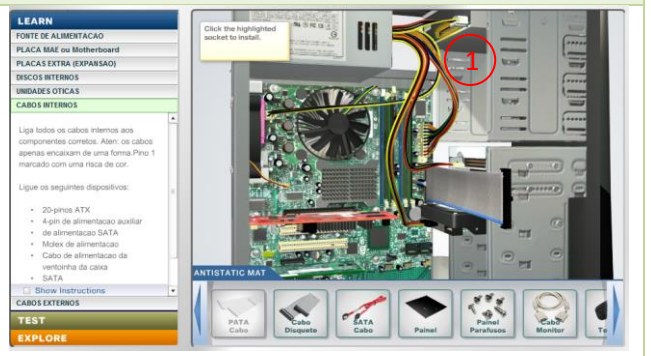 LEARN
FONTE DE ALIMENTACAO
PLACA MAE ou Motherboard
PLACAS EXTRA (EXPANSAO)
DISCOS INTERNOS
UNIDADES OTICAS
CABOS INTERNOS
Liga todos os cabos internos aos
componentes corretos. Aten: os cabos
apenas encaixam de uma forma.Pino 1
marcado com uma risca de cor.
Ligue os seguintes dispositivos:
• 20-pinos ATX
• 4-pin de alimentacao auxiliar
• de alimentacao SATA
• Molex de alimentacao
• Cabo de alimentacao da
ventoinha da caixa
• SATA
Show Instructions
CABOS EXTERNOS
TEST
EXPLORE
Click the highlighted
socket to install.
1
ANTISTATIC MAT
PATA
Cabo
Cabo
Disquete
SATA
Cabo
Painel
Painel
Parafusos
Cabo
Monitor